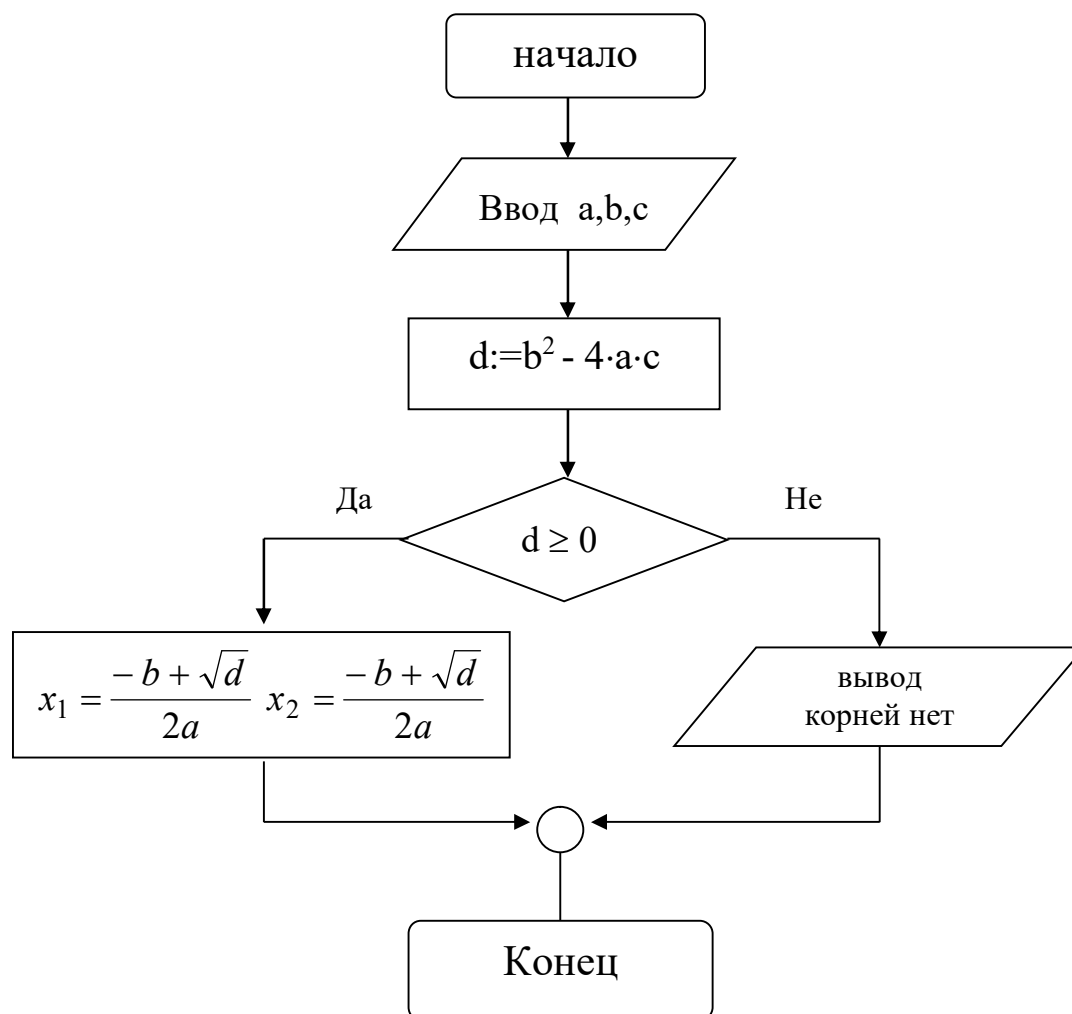 начало
Ввод a,b,c
d:=b² - 4·a·c
Да
Не
d ≥ 0
x₁ = (-b + √d)/2a x₂ = (-b + √d)/2a
вывод
корней нет
Конец